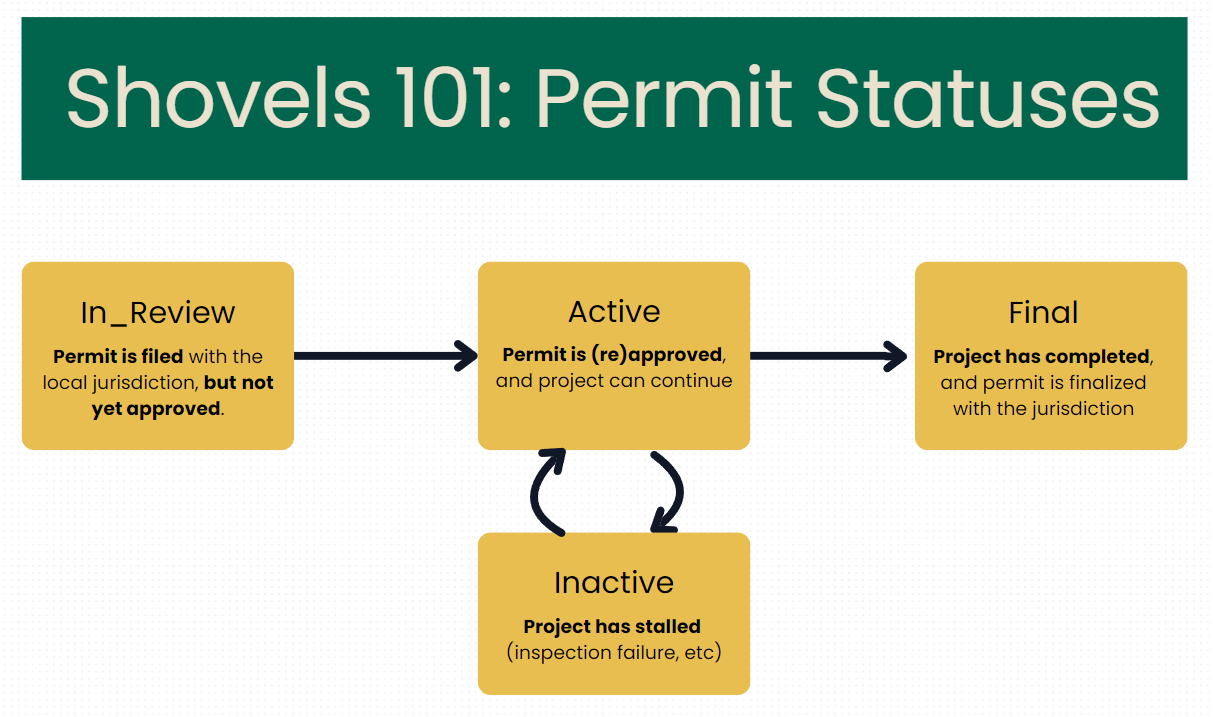 Shovels 101: Permit Statuses
In_Review
Permit is filed with the
local jurisdiction, but not
yet approved.
Active
Permit is (re)approved,
and project can continue
Final
Project has completed,
and permit is finalized
with the jurisdiction
Inactive
Project has stalled
(inspection failure, etc)